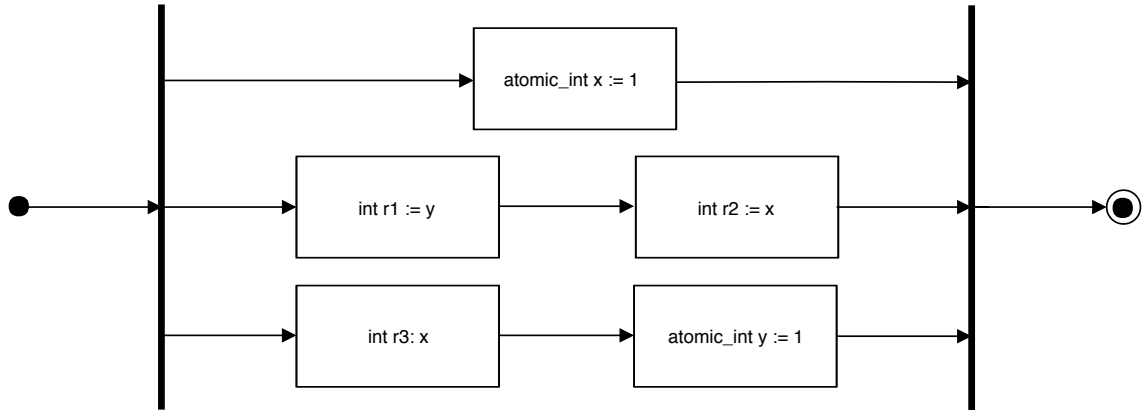 atomic_int x := 1
int r1 := y
int r2 := x
int r3: x
atomic_int y := 1